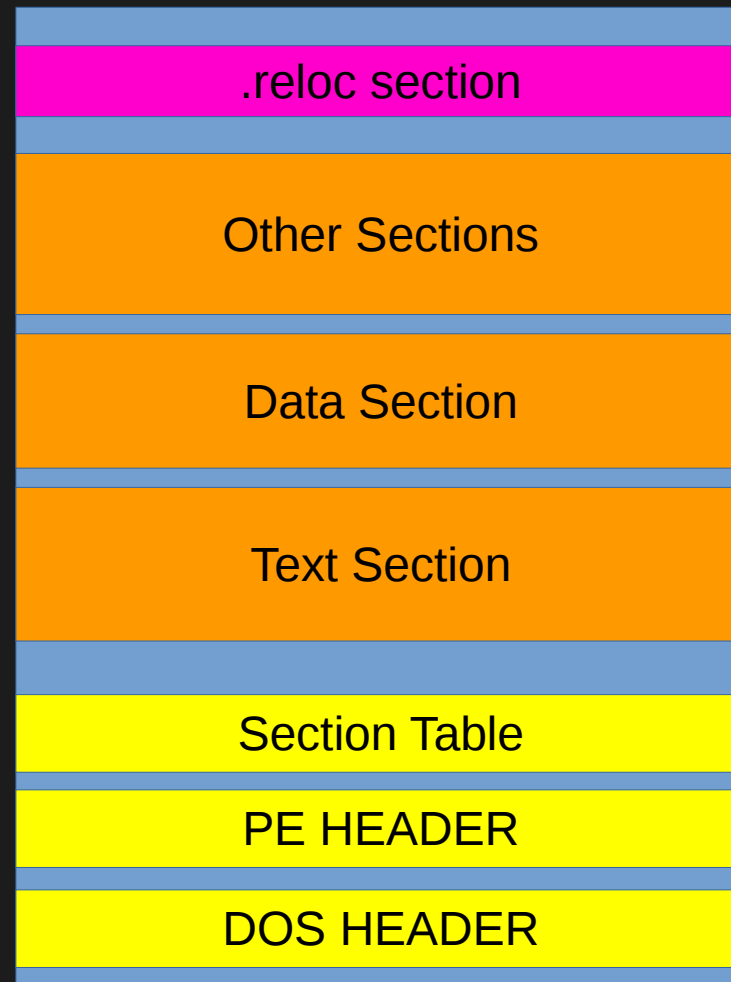 .reloc section
Other Sections
Data Section
Text Section
Section Table
PE HEADER
DOS HEADER